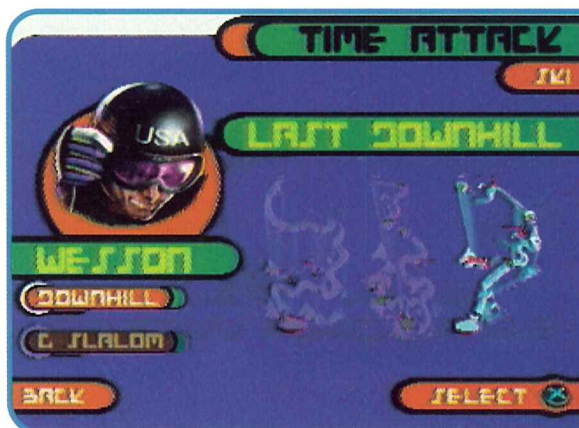 TIME ATTACK
SKI
USA
LAST DOWNHILL
WESSON
DOWNHILL
G SLALOM
BACK
SELECT